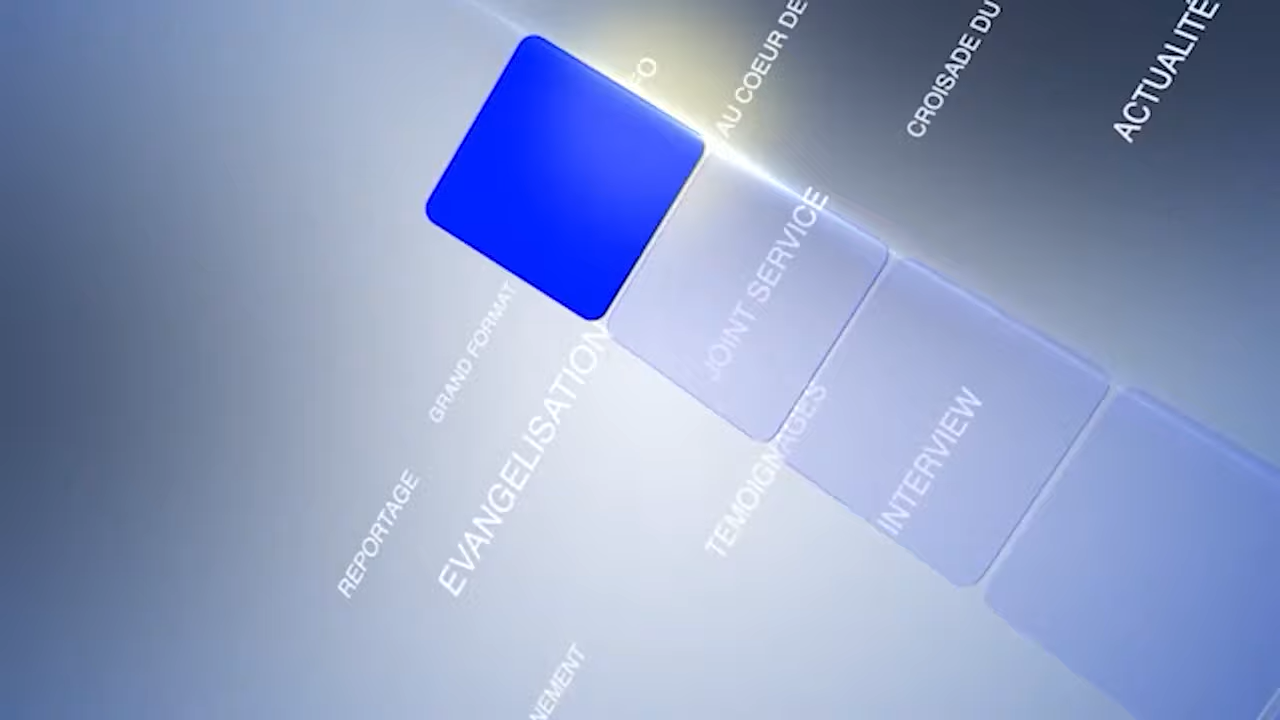 AU COEUR DE
CROISADE DU
ACTUALITÉ
JOINT SERVICE
GRAND FORMAT
EVANGELISATION
TEMOIGNAGES
INTERVIEW
REPORTAGE